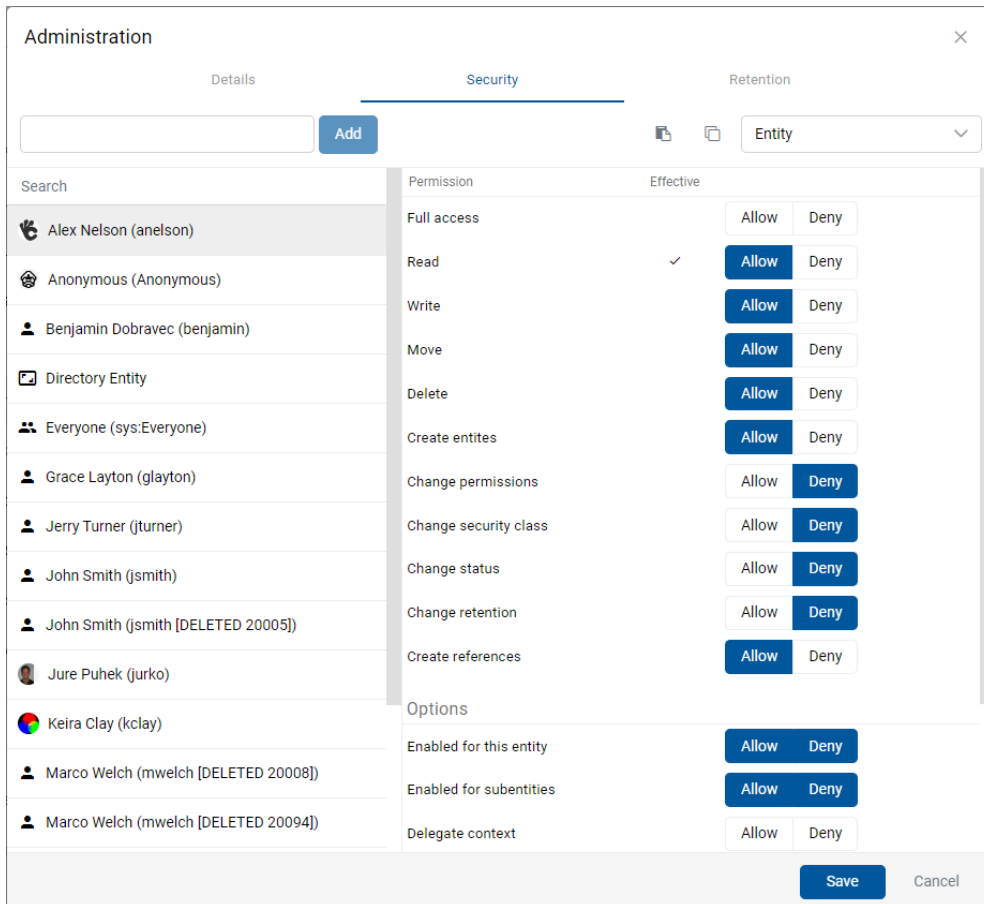 Administration
Details Security Retention
Add Entity
Search
Alex Nelson (anelson)
Anonymous (Anonymous)
Benjamin Dobravec (benjamin)
Directory Entity
Everyone (sys:Everyone)
Grace Layton (glayton)
Jerry Turner (jturner)
John Smith (jsmith)
John Smith (jsmith [DELETED 20005])
Jure Puhek (jurko)
Keira Clay (kclay)
Marco Welch (mwelch [DELETED 20008])
Marco Welch (mwelch [DELETED 20094])
Permission Effective
Full access Allow Deny
Read Allow Deny
Write Allow Deny
Move Allow Deny
Delete Allow Deny
Create entites Allow Deny
Change permissions Allow Deny
Change security class Allow Deny
Change status Allow Deny
Change retention Allow Deny
Create references Allow Deny
Options
Enabled for this entity Allow Deny
Enabled for subentities Allow Deny
Delegate context Allow Deny
Save Cancel